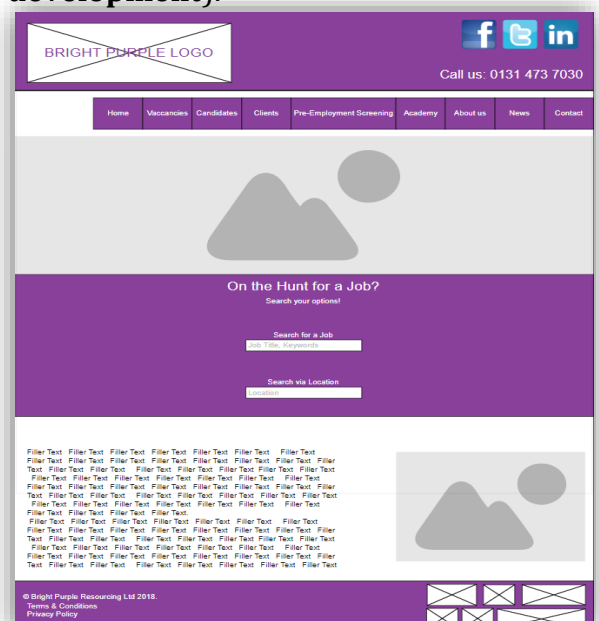 development).
BRIGHT PURPLE LOGO
Call us: 0131 473 7030
Home Vaccancies Candidates Clients Pre-Employment Screening Academy About us News Contact
On the Hunt for a Job?
Search your options!
Search for a Job
Job Title, Keywords
Search via Location
Location
Filler Text Filler Text Filler Text Filler Text Filler Text Filler Text Filler Text
Filler Text Filler Text Filler Text Filler Text Filler Text Filler Text Filler Text Filler
Text Filler Text Filler Text Filler Text Filler Text Filler Text Filler Text Filler Text
Filler Text Filler Text Filler Text Filler Text Filler Text Filler Text Filler Text
Filler Text Filler Text Filler Text Filler Text Filler Text Filler Text Filler Text Filler
Text Filler Text Filler Text Filler Text Filler Text Filler Text Filler Text Filler Text
Filler Text Filler Text Filler Text Filler Text Filler Text Filler Text Filler Text
Filler Text Filler Text Filler Text Filler Text.
Filler Text Filler Text Filler Text Filler Text Filler Text Filler Text Filler Text
Filler Text Filler Text Filler Text Filler Text Filler Text Filler Text Filler Text Filler
Text Filler Text Filler Text Filler Text Filler Text Filler Text Filler Text Filler Text
Filler Text Filler Text Filler Text Filler Text Filler Text Filler Text Filler Text
Filler Text Filler Text Filler Text Filler Text Filler Text Filler Text Filler Text Filler
Text Filler Text Filler Text Filler Text Filler Text Filler Text Filler Text Filler Text
© Bright Purple Resourcing Ltd 2018.
Terms & Conditions
Privacy Policy